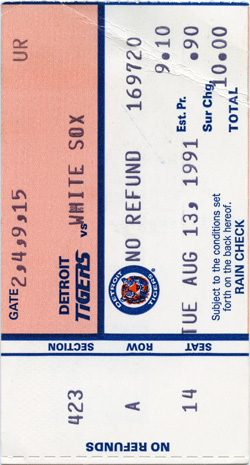 UR
GATE 2,4,9,15
DETROIT
TIGERS
vs WHITE SOX
NO REFUND 169720
DETROIT
TIGERS
TUE AUG 13, 1991
Est. Pr. 9.10
Sur Chg .90
TOTAL 10.00
Subject to the conditions set
forth on the back hereof.
RAIN CHECK
SECTION ROW SEAT
423 A 14
NO REFUNDS